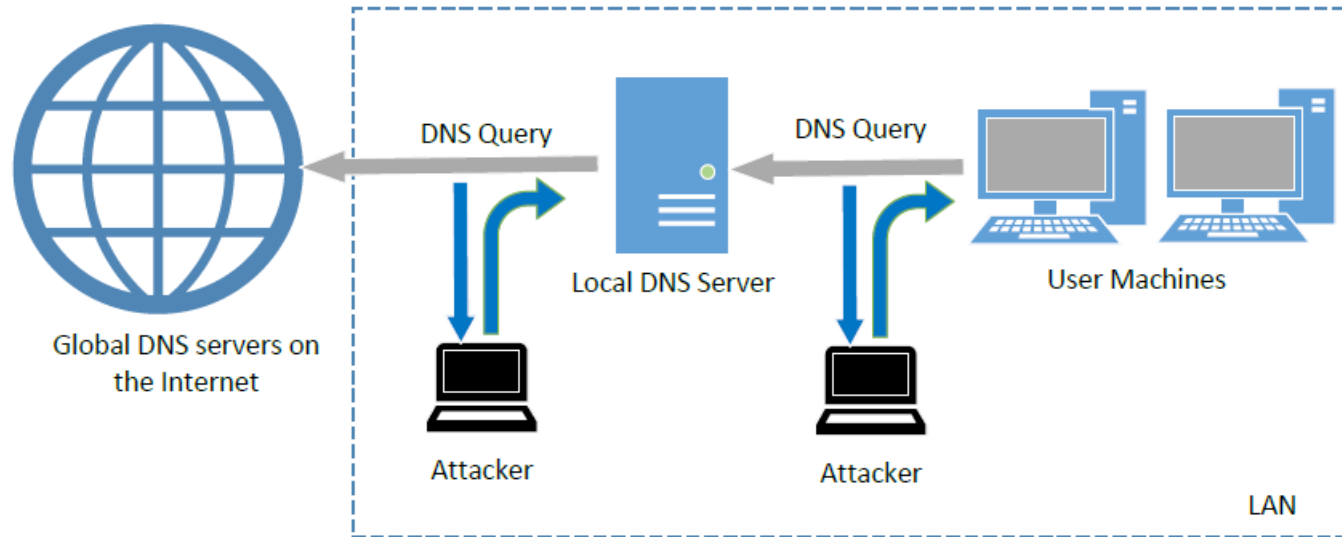 DNS Query
DNS Query
Local DNS Server
User Machines
Global DNS servers on
the Internet
Attacker
Attacker
LAN